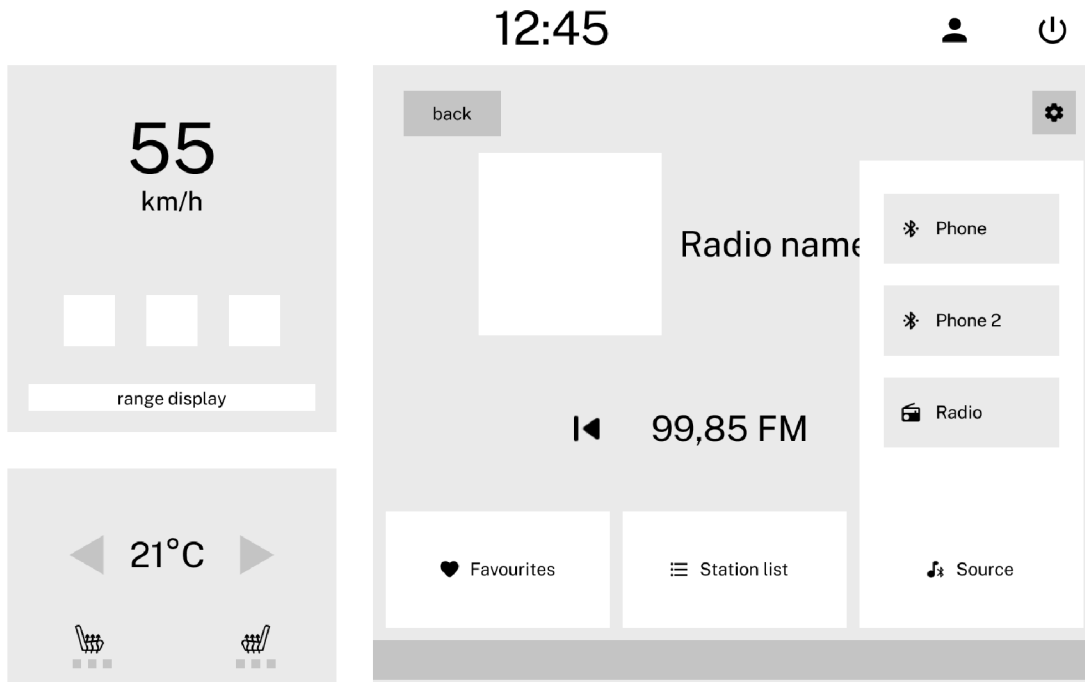 12:45
55
km/h
range display
21°C
back
Radio name
99,85 FM
Phone
Phone 2
Radio
Favourites
Station list
Source